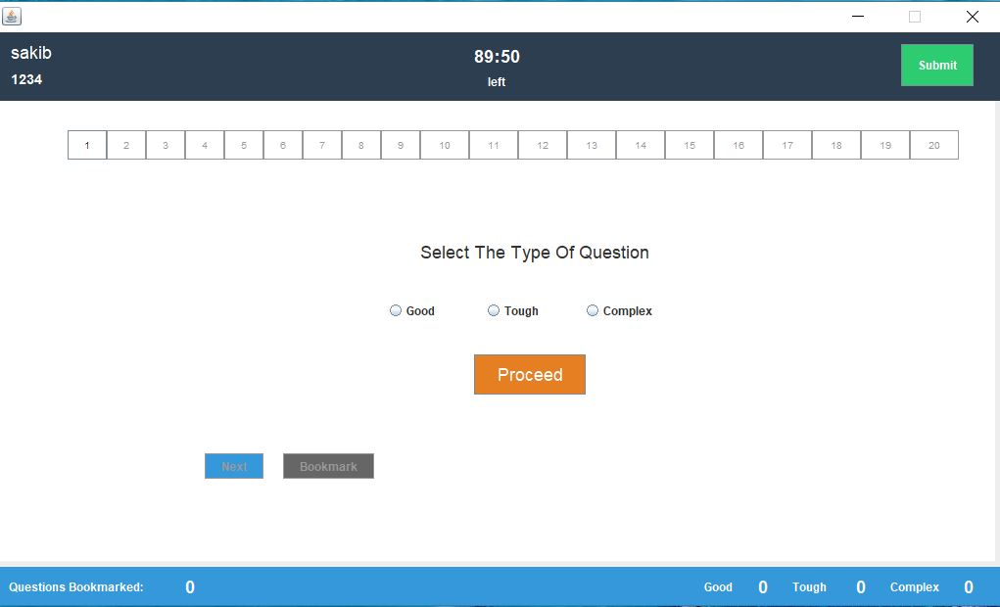 sakib
1234
89:50
left
Submit
1 2 3 4 5 6 7 8 9 10 11 12 13 14 15 16 17 18 19 20
Select The Type Of Question
Good Tough Complex
Proceed
Next Bookmark
Questions Bookmarked: 0 Good 0 Tough 0 Complex 0